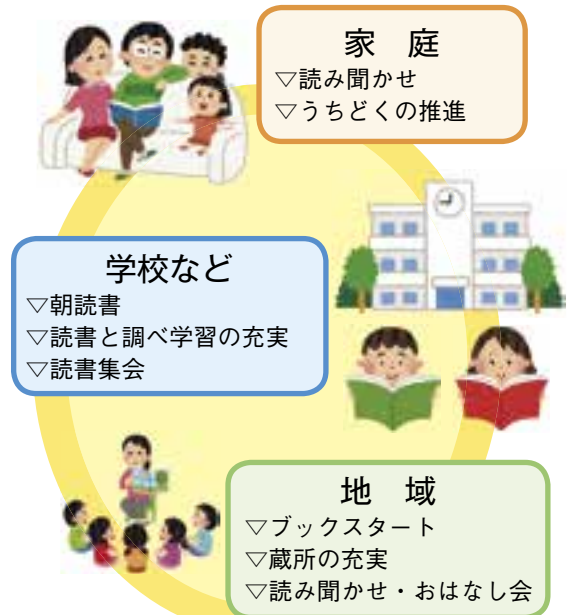 家　庭
▽読み聞かせ
▽うちどくの推進
学校など
▽朝読書
▽読書と調べ学習の充実
▽読書集会
地　域
▽ブックスタート
▽蔵所の充実
▽読み聞かせ・おはなし会